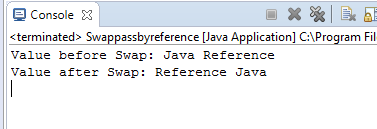 Console
<terminated> Swappassbyreference [Java Application] C:\Program Fil
Value before Swap: Java Reference
Value after Swap: Reference Java